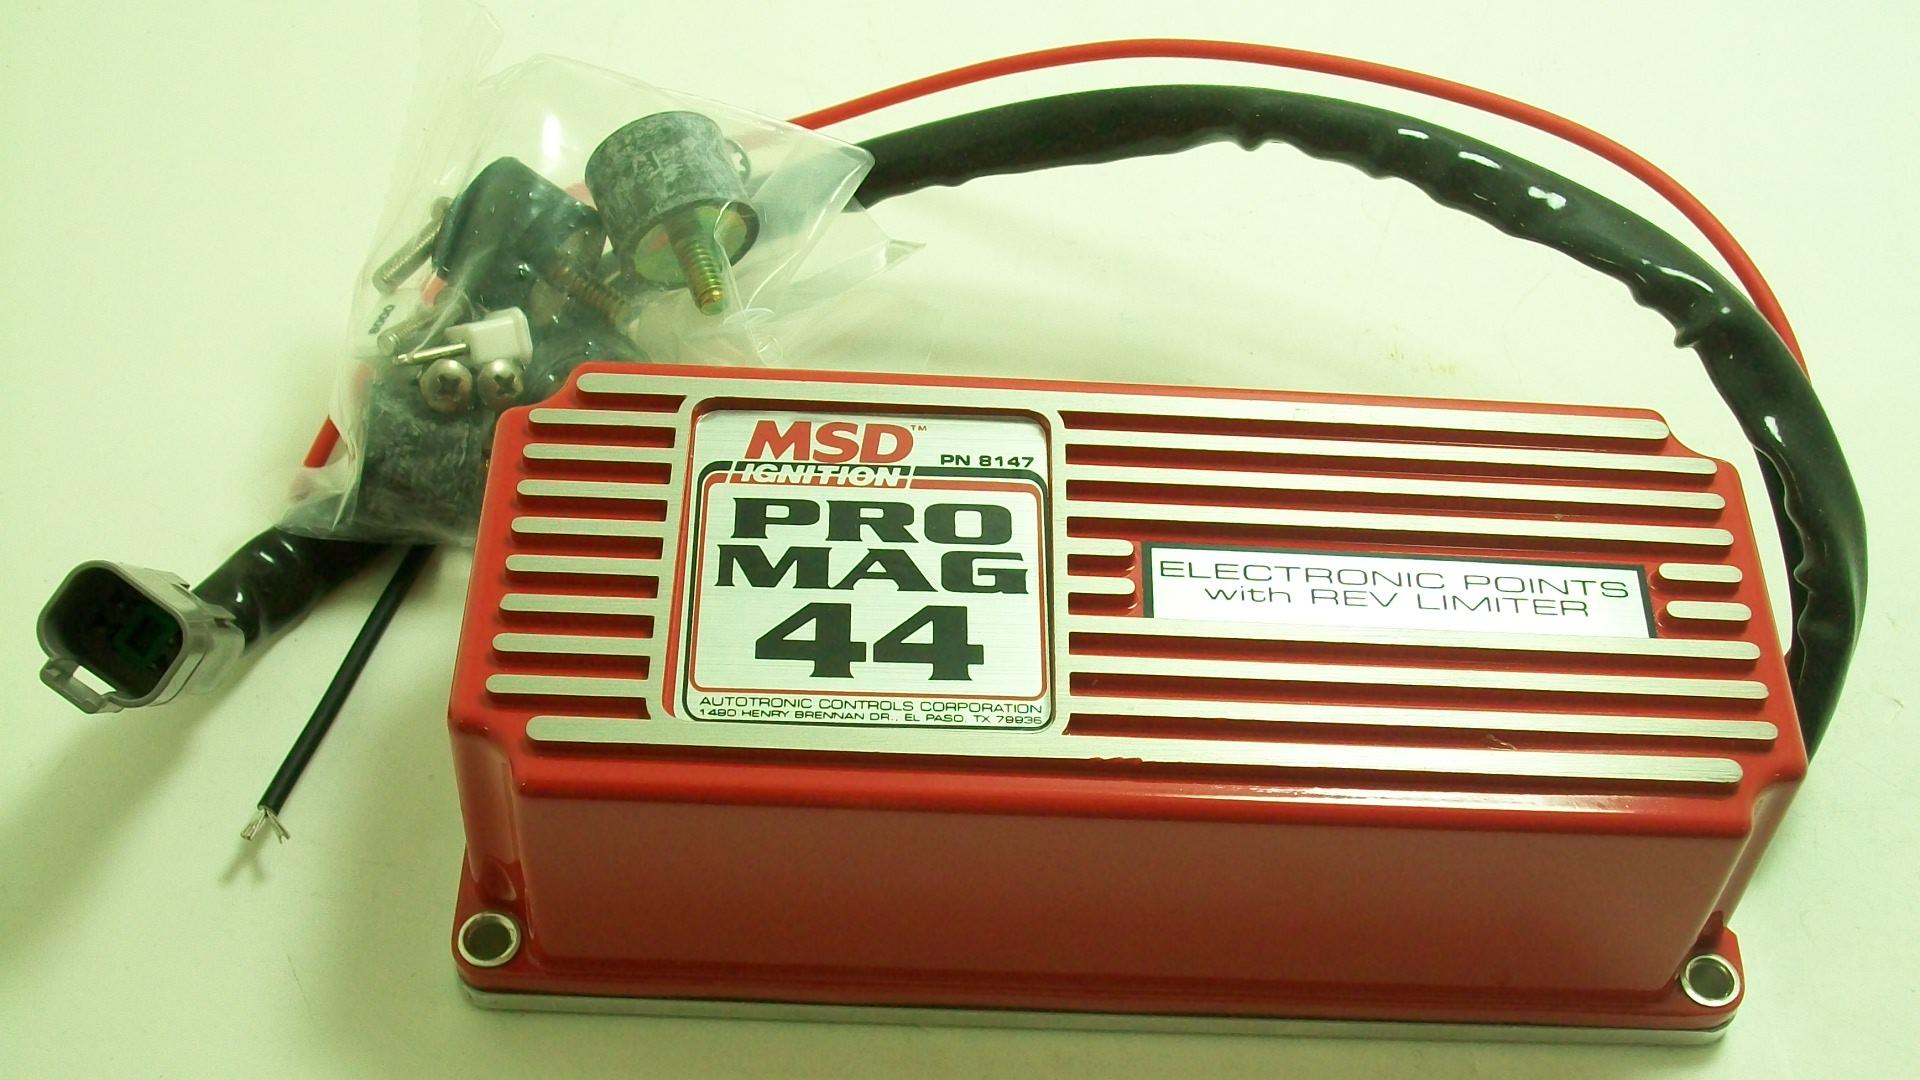 MSD™
IGNITION
PN 8147
PRO
MAG
44
AUTOTRONIC CONTROLS CORPORATION
1490 HENRY BRENNAN DR., EL PASO, TX 79936
ELECTRONIC POINTS
with REV LIMITER